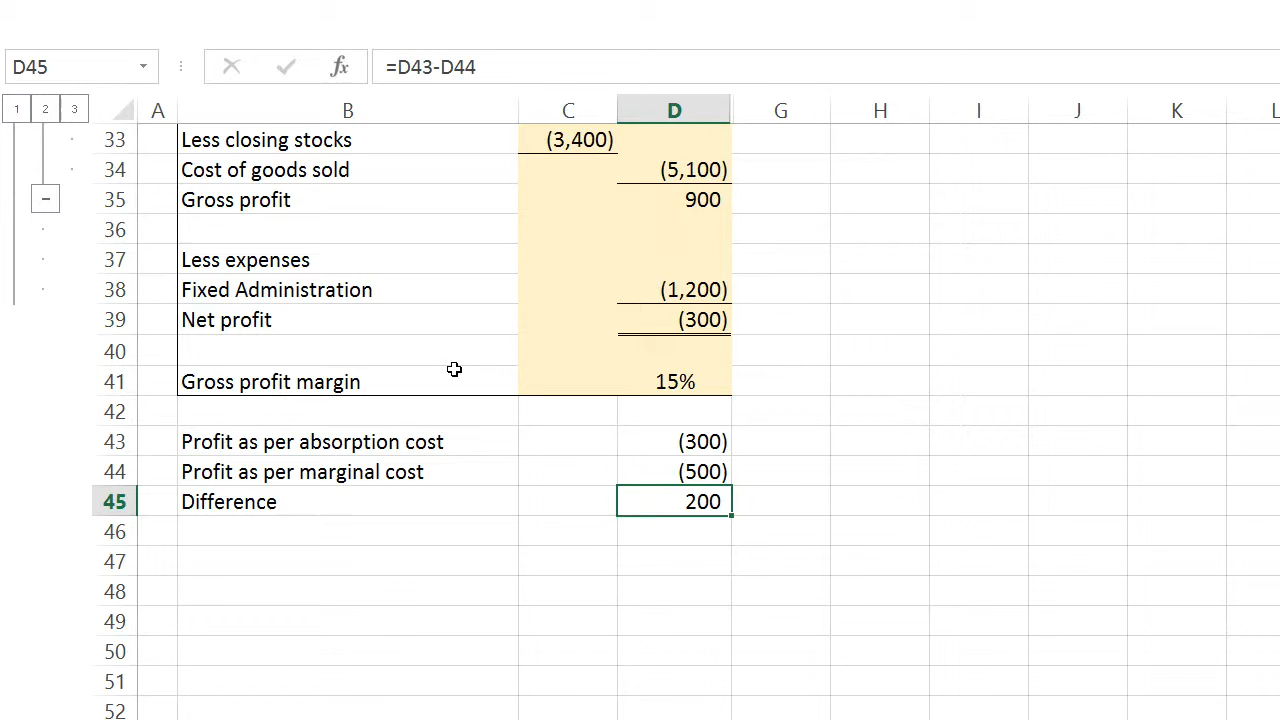 D45 fx =D43-D44
1 2 3 A B C D G H I J K L
33 Less closing stocks (3,400)
34 Cost of goods sold (5,100)
35 Gross profit 900
36
37 Less expenses
38 Fixed Administration (1,200)
39 Net profit (300)
40
41 Gross profit margin 15%
42
43 Profit as per absorption cost (300)
44 Profit as per marginal cost (500)
45 Difference 200
46
47
48
49
50
51
52